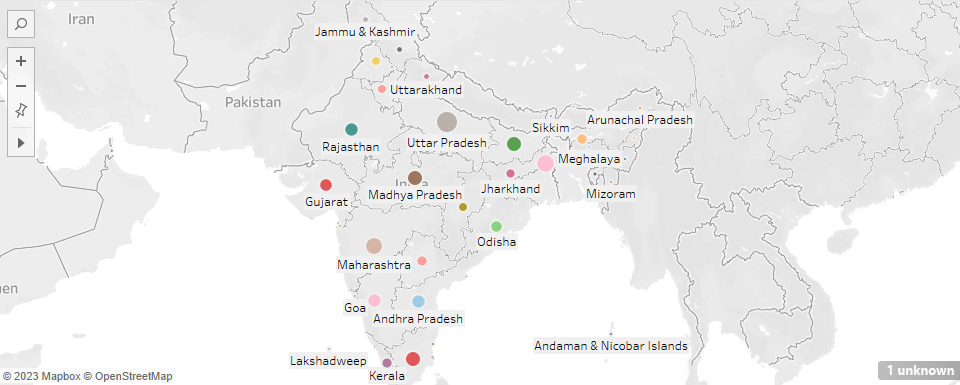 Iran
Jammu & Kashmir
Pakistan
Uttarakhand
Arunachal Pradesh
Sikkim
Rajasthan
Uttar Pradesh
Meghalaya
India
Madhya Pradesh
Jharkhand
Mizoram
Gujarat
Odisha
Maharashtra
Goa
Andhra Pradesh
Andaman & Nicobar Islands
Lakshadweep
Kerala
1 unknown
© 2023 Mapbox © OpenStreetMap